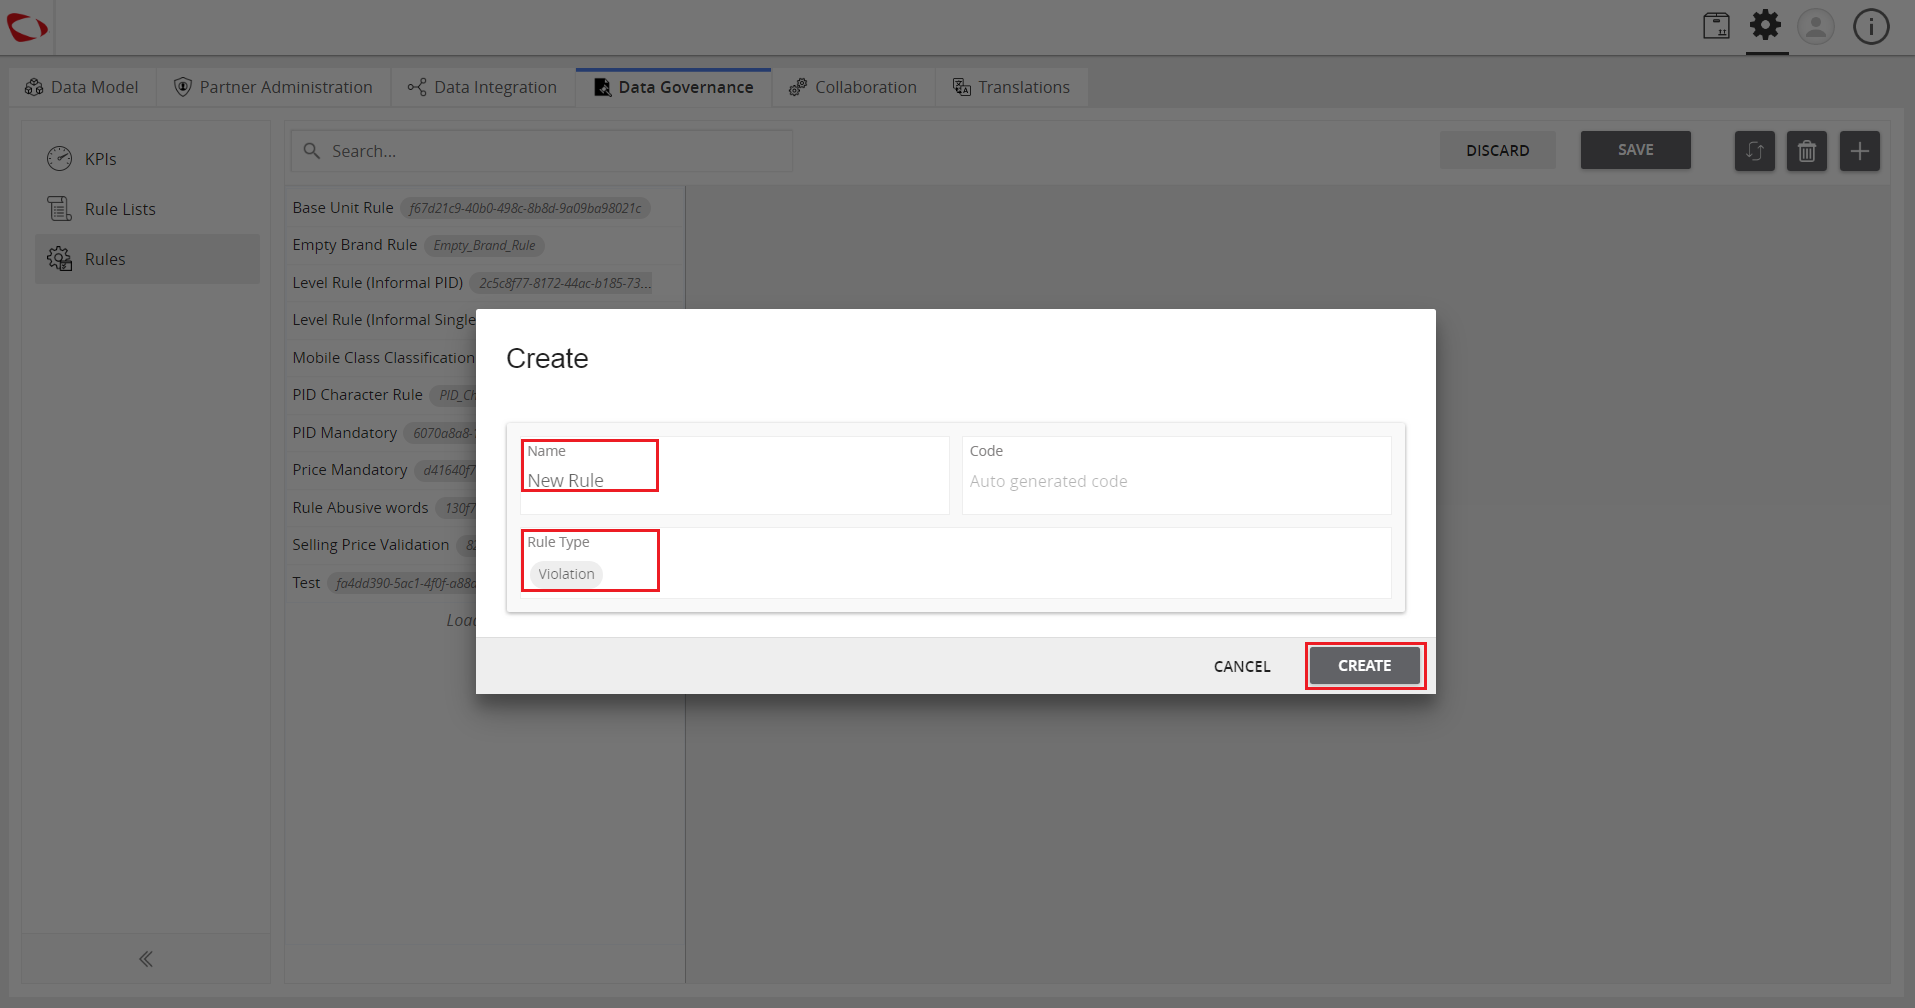 Data Model
Partner Administration
Data Integration
Data Governance
Collaboration
Translations
KPIs
Rule Lists
Rules
Search...
DISCARD
SAVE
Base Unit Rule f67d21c9-40b0-498c-8b8d-9a09ba98021c
Empty Brand Rule Empty_Brand_Rule
Level Rule (Informal PID) 2c5c8f77-8172-44ac-b185-73...
Level Rule (Informal Single
Mobile Class Classification
PID Character Rule PID_Ch
PID Mandatory 6070a8a8-
Price Mandatory d41640f7
Rule Abusive words 130f7
Selling Price Validation 82
Test fa4dd390-5ac1-4f0f-a88a
Load
Create
Name
New Rule
Code
Auto generated code
Rule Type
Violation
CANCEL
CREATE